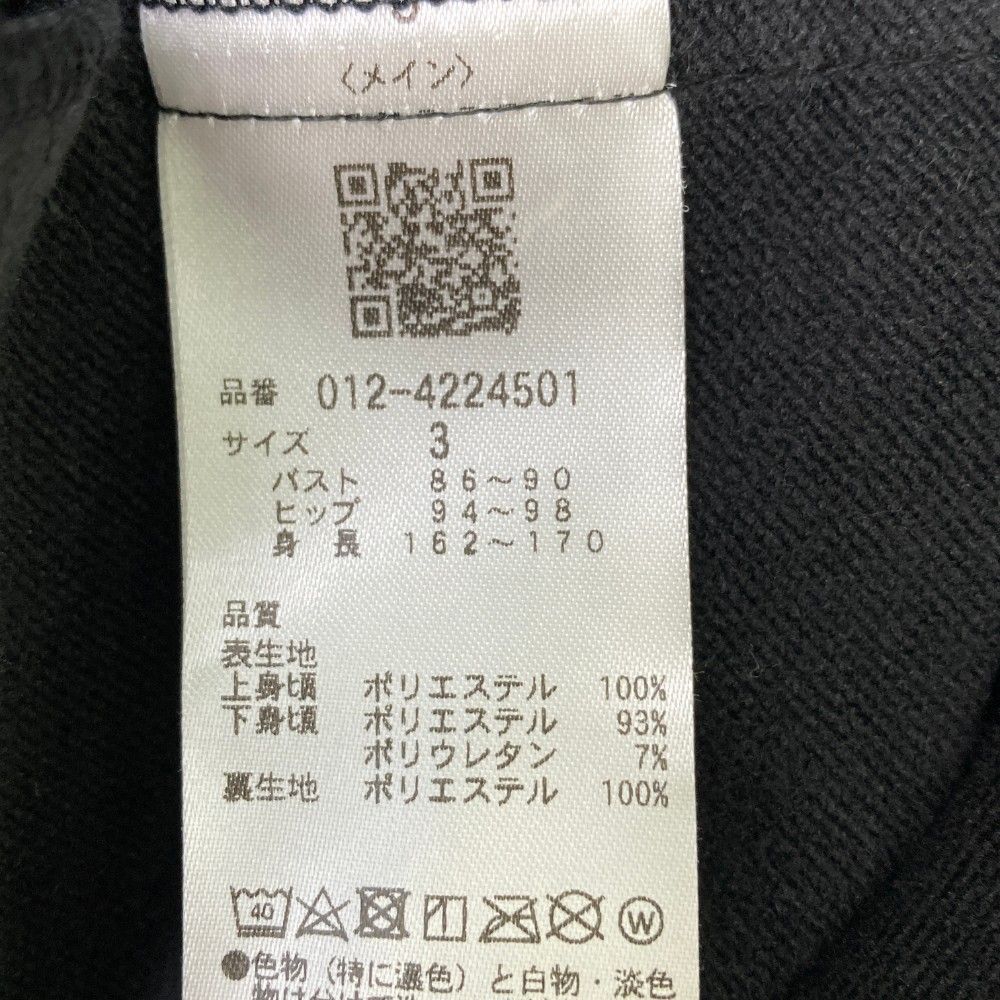 〈メイン〉
品番 012-4224501
サイズ 3
バスト 86～90
ヒップ 94～98
身長 162～170
品質
表生地
上身頃 ポリエステル 100%
下身頃 ポリエステル 93%
ポリウレタン 7%
裏生地 ポリエステル 100%
40 W
●色物（特に濃色）と白物・淡色